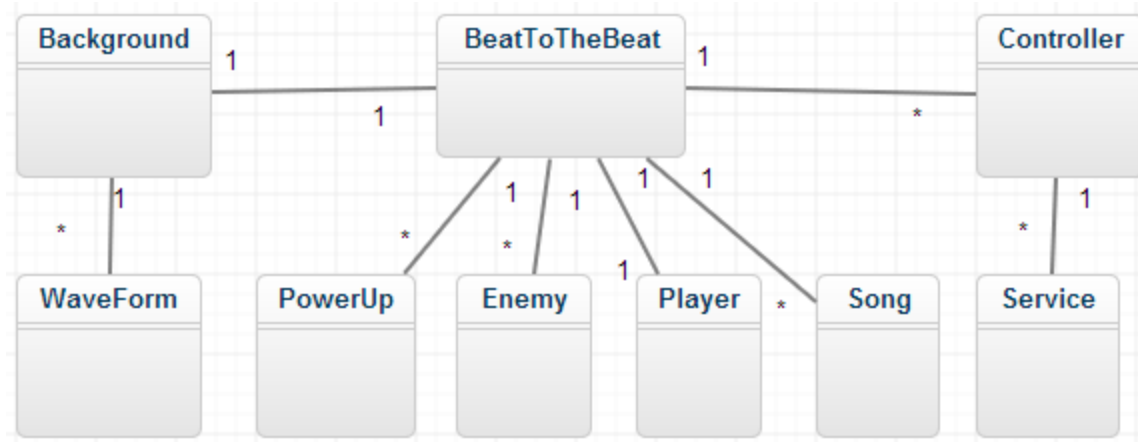 Background
BeatToTheBeat
Controller
1
1
1
*
1
*
1
*
1
*
1
1
1
*
1
*
WaveForm
PowerUp
Enemy
Player
Song
Service